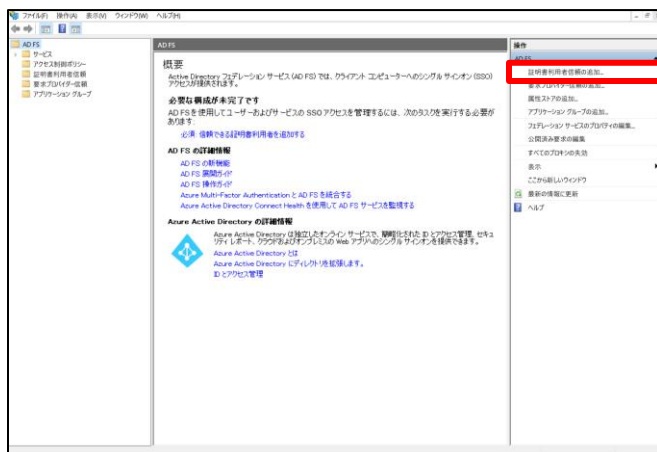 ファイル(F) 操作(A) 表示(V) ウィンドウ(W) ヘルプ(H)
AD FS
サービス
アクセス制御ポリシー
証明書利用者信頼
要求プロバイダー信頼
アプリケーション グループ
AD FS
概要
Active Directory フェデレーション サービス (AD FS) では、クライアント コンピューターへのシングル サインオン (SSO)
アクセスが提供されます。
必要な構成が未完了です
AD FS を使用してユーザーおよびサービスの SSO アクセスを管理するには、次のタスクを実行する必要が
あります:
必須: 信頼できる証明書利用者を追加する
AD FS の詳細情報
AD FS の新機能
AD FS 展開ガイド
AD FS 操作ガイド
Azure Multi-Factor Authentication と AD FS を統合する
Azure Active Directory Connect Health を使用して AD FS サービスを監視する
Azure Active Directory の詳細情報
Azure Active Directory は独立したオンライン サービスで、簡略化された ID とアクセス管理、セキュ
リティ レポート、クラウドおよびオンプレミスの Web アプリへのシングル サインオンを提供できます。
Azure Active Directory とは
Azure Active Directory にディレクトリを拡張します。
ID とアクセス管理
操作
AD FS
証明書利用者信頼の追加...
要求プロバイダー信頼の追加...
属性ストアの追加...
アプリケーション グループの追加...
フェデレーション サービスのプロパティの編集...
公開済み要求の編集
すべてのプロキシの失効
表示
ここから新しいウィンドウ
最新の情報に更新
ヘルプ